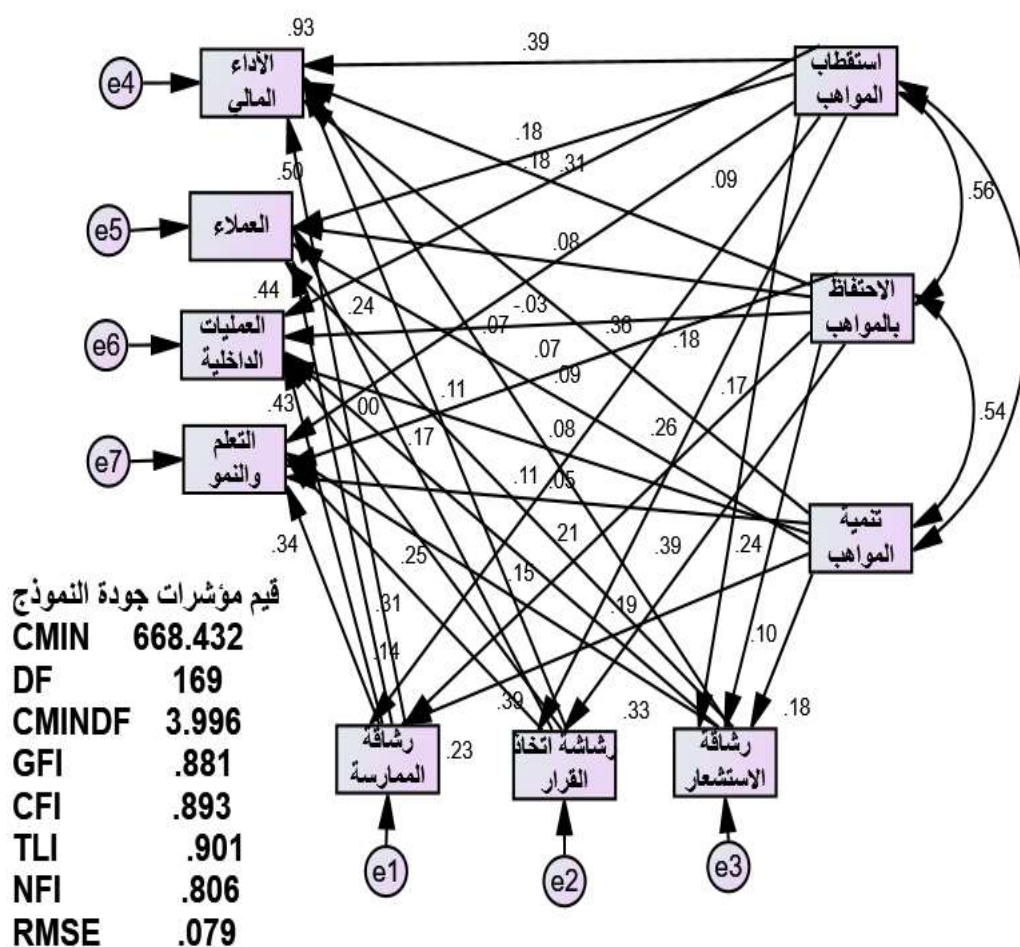 .93
.39
e4
الأداء
المالي
استقطاب
المواهب
.18
.18
.31
.09
.50
.56
e5
العملاء
.08
.44
.24
-.03
.07
.36
.18
الاحتفاظ
بالمواهب
e6
العمليات
الداخلية
.07
.09
.17
.43
.00
.11
.54
.17
.08
.26
e7
التعلم
والنمو
.11
.05
تنمية
المواهب
.34
.25
.21
.39
.24
.15
.31
.19
.10
.14
.39
.33
.18
.23
رشاقة
الممارسة
رشاشة اتخاذ
القرار
رشاقة
الاستشعار
e1
e2
e3
قيم مؤشرات جودة النموذج
CMIN 668.432
DF 169
CMINDF 3.996
GFI .881
CFI .893
TLI .901
NFI .806
RMSE .079